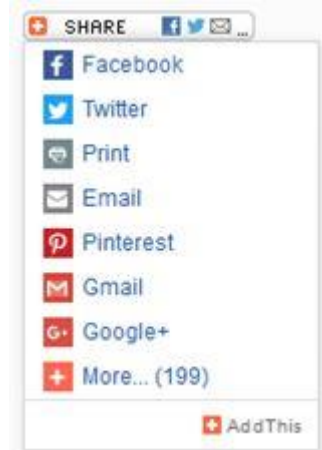 SHARE ...
Facebook
Twitter
Print
Email
Pinterest
Gmail
Google+
More... (199)
AddThis